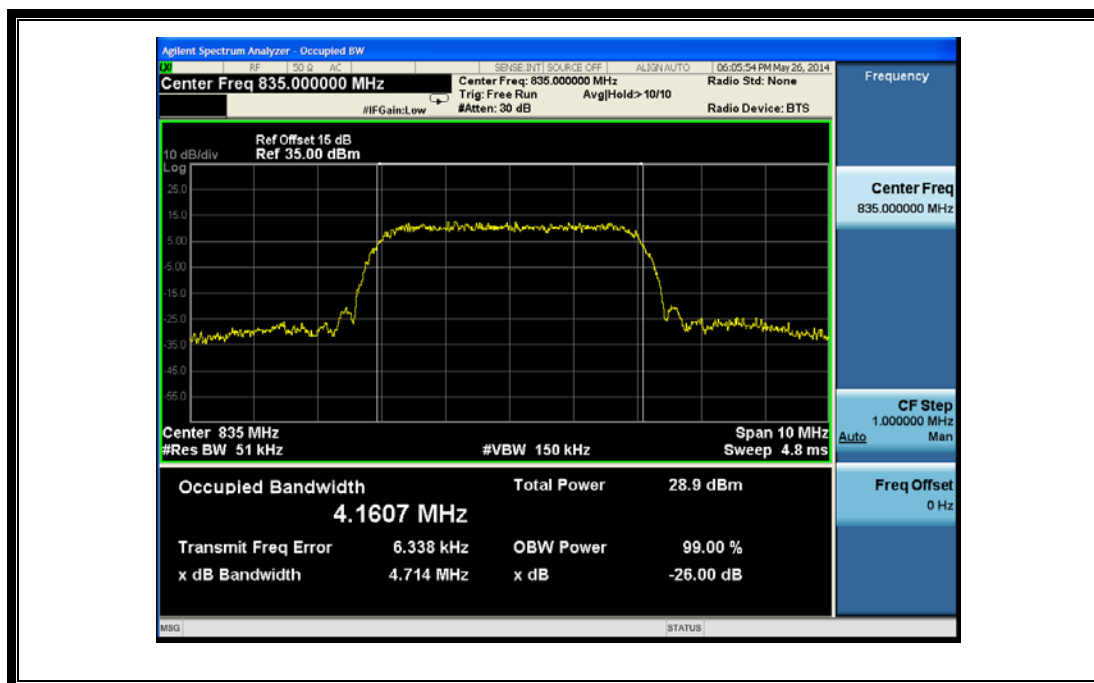 Agilent Spectrum Analyzer - Occupied BW
RF 50 Ω AC SENSE:INT SOURCE OFF ALIGN AUTO 06:05:54 PM May 26, 2014
Center Freq 835.000000 MHz
Center Freq: 835.000000 MHz
Radio Std: None
Trig: Free Run Avg|Hold:> 10/10
#IFGain:Low
#Atten: 30 dB
Radio Device: BTS
Ref Offset 15 dB
10 dB/div Ref 35.00 dBm
Log
25.0
15.0
5.00
-5.00
-15.0
-25.0
-35.0
-45.0
-55.0
Center 835 MHz Span 10 MHz
#Res BW 51 kHz #VBW 150 kHz Sweep 4.8 ms
Occupied Bandwidth Total Power 28.9 dBm
4.1607 MHz
Transmit Freq Error 6.338 kHz OBW Power 99.00 %
x dB Bandwidth 4.714 MHz x dB -26.00 dB
MSG STATUS
Frequency
Center Freq
835.000000 MHz
CF Step
1.000000 MHz
Auto Man
Freq Offset
0 Hz